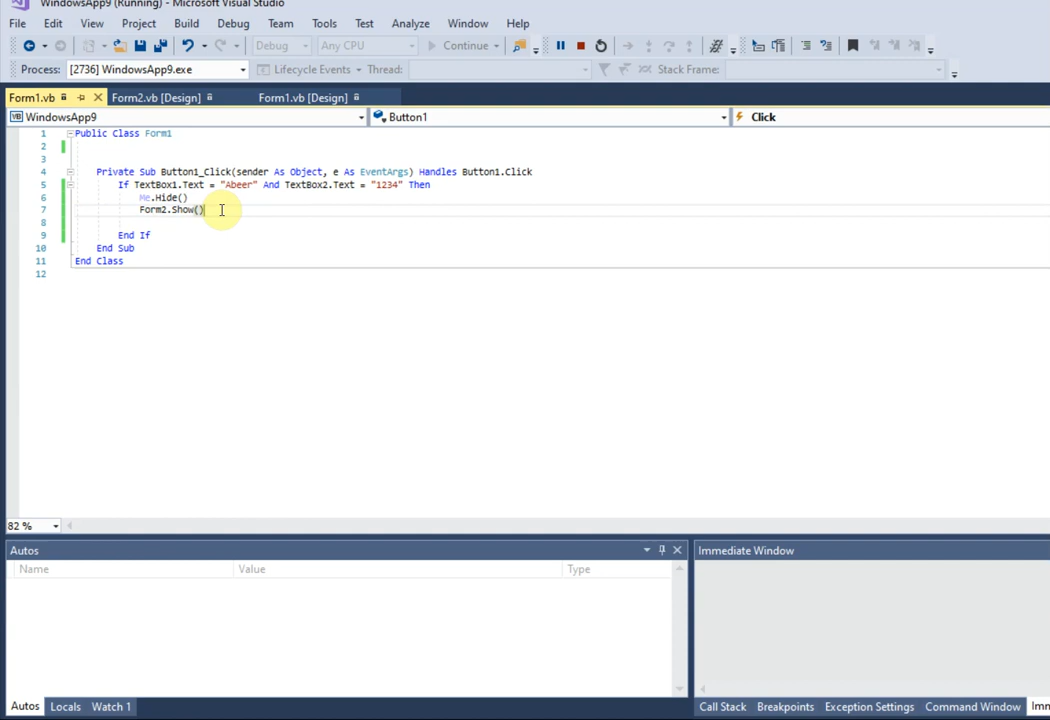 WindowsApp9 (Running) - Microsoft Visual Studio
File Edit View Project Build Debug Team Tools Test Analyze Window Help
Debug Any CPU Continue
Process: [2736] WindowsApp9.exe Lifecycle Events Thread: Stack Frame:
Form1.vb Form2.vb [Design] Form1.vb [Design]
VB WindowsApp9 Button1 Click
1 Public Class Form1
2
3
4 Private Sub Button1_Click(sender As Object, e As EventArgs) Handles Button1.Click
5 If TextBox1.Text = "Abeer" And TextBox2.Text = "1234" Then
6 Me.Hide()
7 Form2.Show()
8
9 End If
10 End Sub
11 End Class
12
82 %
Autos Immediate Window
Name Value Type
Autos Locals Watch 1 Call Stack Breakpoints Exception Settings Command Window Imm